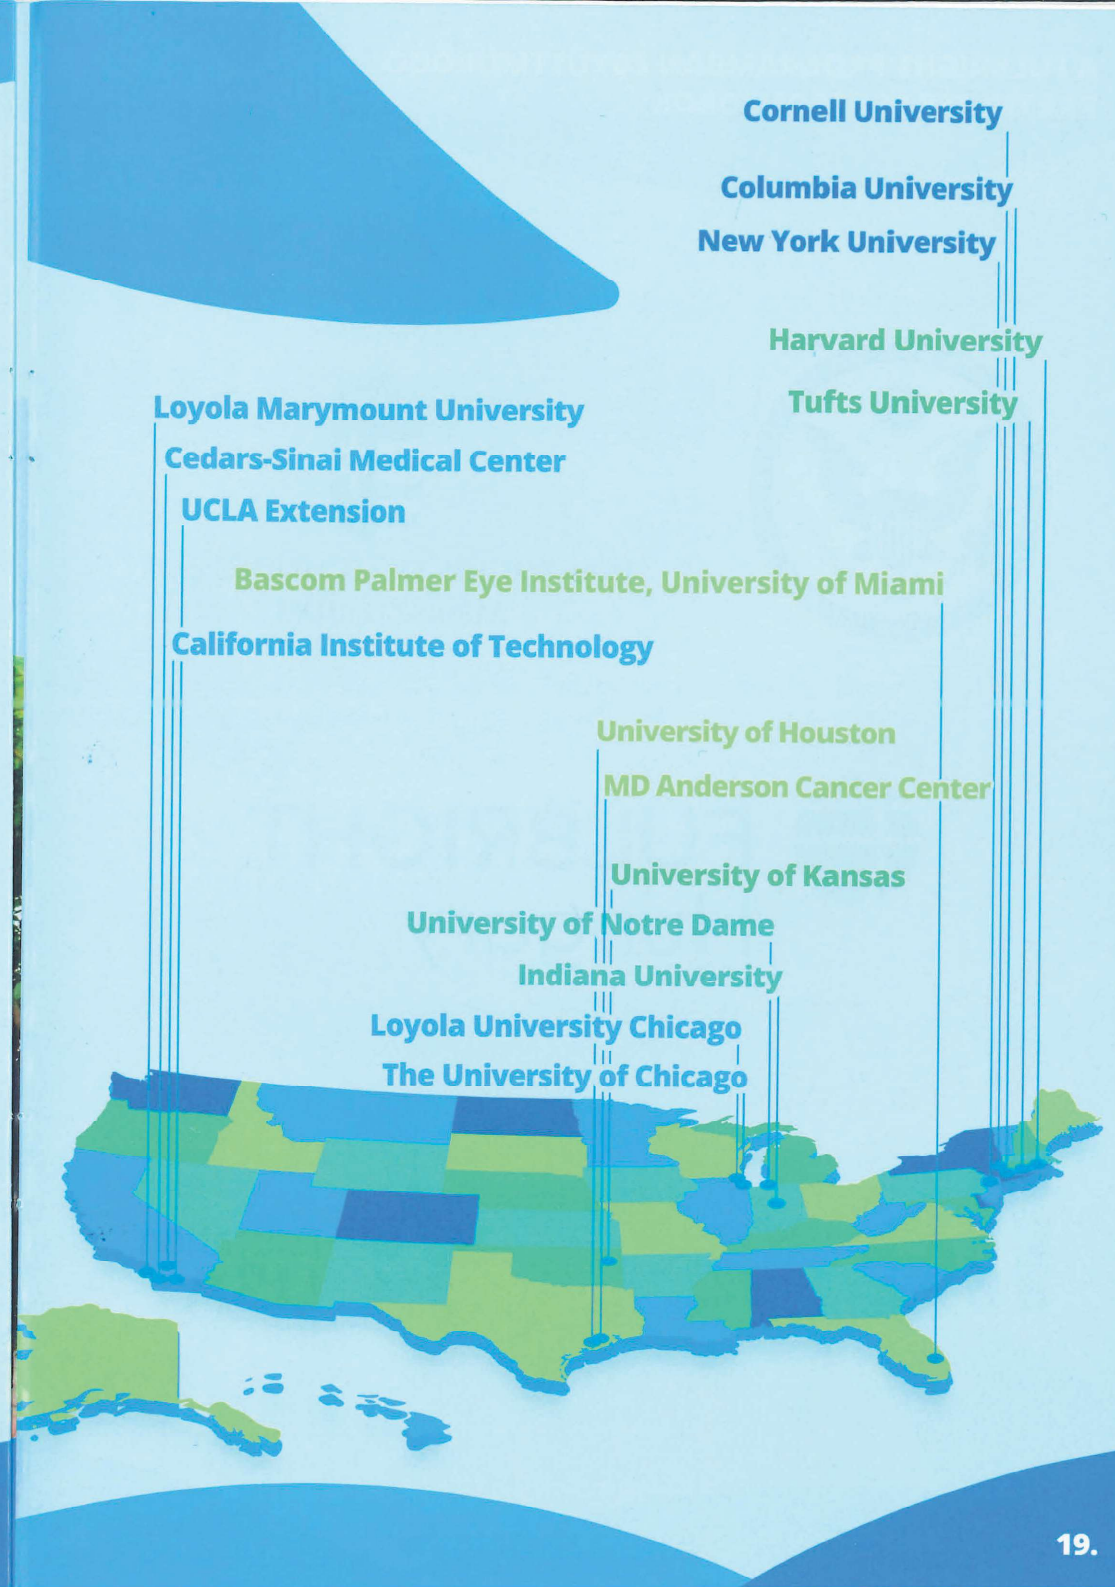 Cornell University
Columbia University
New York University
Harvard University
Tufts University
Loyola Marymount University
Cedars-Sinai Medical Center
UCLA Extension
Bascom Palmer Eye Institute, University of Miami
California Institute of Technology
University of Houston
MD Anderson Cancer Center
University of Kansas
University of Notre Dame
Indiana University
Loyola University Chicago
The University of Chicago
19.